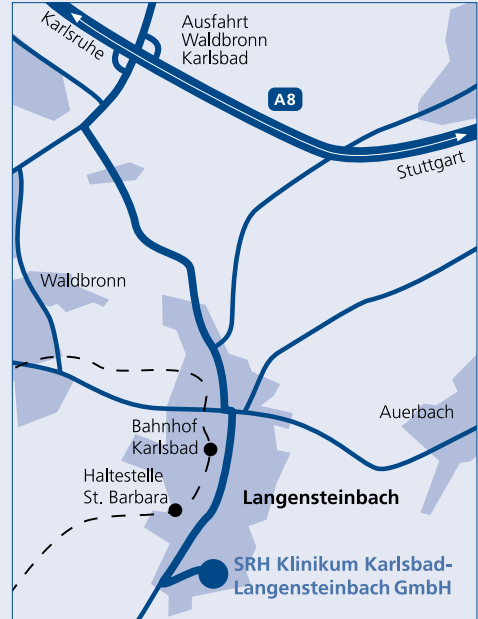 Karlsruhe
Ausfahrt
Waldbronn
Karlsbad
A8
Stuttgart
Waldbronn
Auerbach
Bahnhof
Karlsbad
Haltestelle
St. Barbara
Langensteinbach
SRH Klinikum Karlsbad-
Langensteinbach GmbH